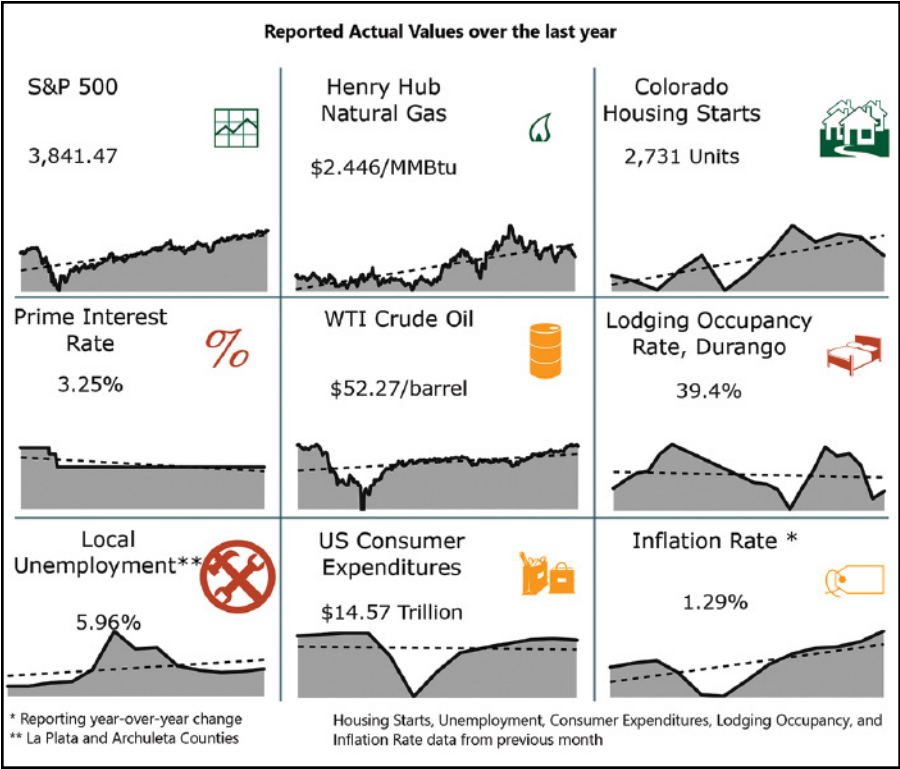 Reported Actual Values over the last year
S&P 500
3,841.47
Henry Hub
Natural Gas
$2.446/MMBtu
Colorado
Housing Starts
2,731 Units
Prime Interest
Rate
3.25%
%
WTI Crude Oil
$52.27/barrel
Lodging Occupancy
Rate, Durango
39.4%
Local
Unemployment**
5.96%
US Consumer
Expenditures
$14.57 Trillion
Inflation Rate *
1.29%
* Reporting year-over-year change
** La Plata and Archuleta Counties
Housing Starts, Unemployment, Consumer Expenditures, Lodging Occupancy, and
Inflation Rate data from previous month